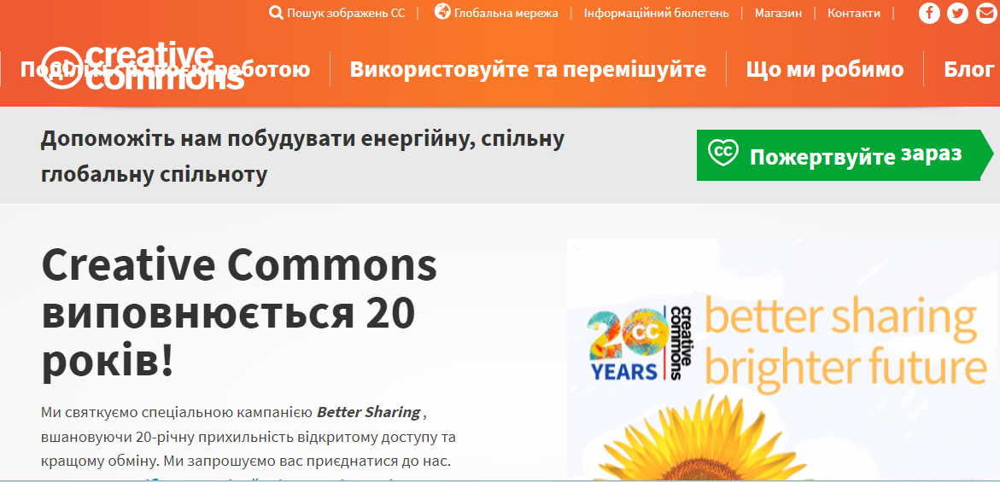 Пошук зображень CC
Глобальна мережа
Інформаційний бюлетень
Магазин
Контакти
creative commons
Поділіться своєю роботою
Використовуйте та перемішуйте
Що ми робимо
Блог
Допоможіть нам побудувати енергійну, спільну
глобальну спільноту
cc Пожертвуйте зараз
Creative Commons
виповнюється 20
років!
Ми святкуємо спеціальною кампанією Better Sharing ,
вшановуючи 20-річну прихильність відкритому доступу та
кращому обміну. Ми запрошуємо вас приєднатися до нас.
20 CC
YEARS
creative
commons
better sharing
brighter future